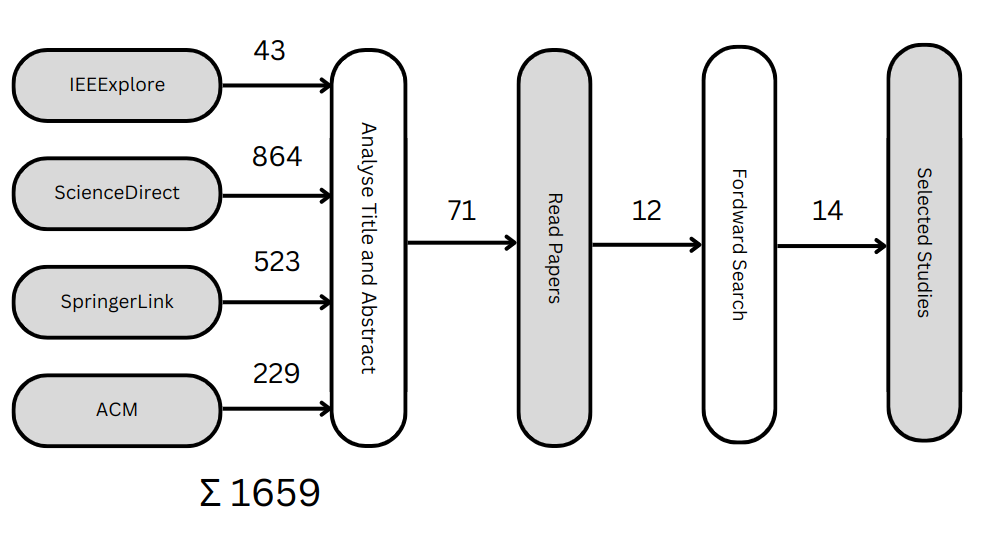 IEEExplore
43
ScienceDirect
864
SpringerLink
523
ACM
229
Σ 1659
Analyse Title and Abstract
71
Read Papers
12
Fordward Search
14
Selected Studies